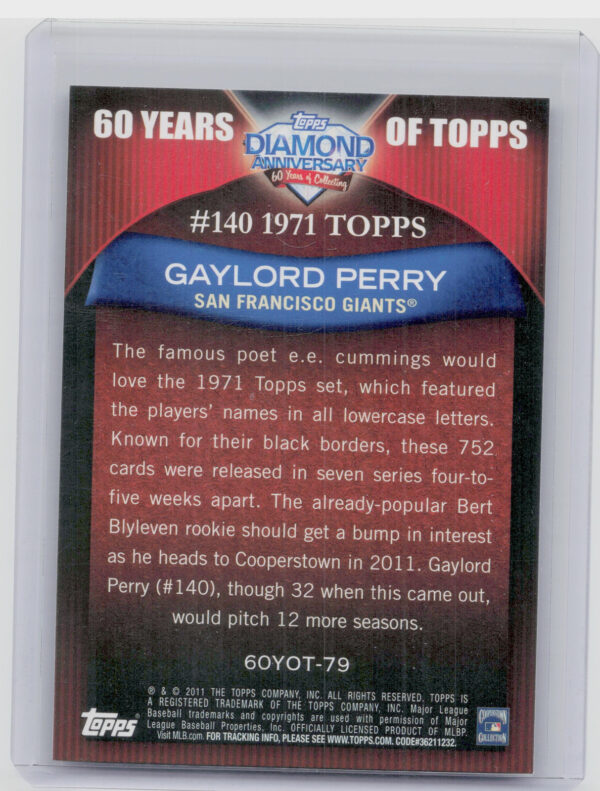 60 YEARS OF TOPPS
Topps
DIAMOND
ANNIVERSARY
60 Years of Collecting
#140 1971 TOPPS
GAYLORD PERRY
SAN FRANCISCO GIANTS®
The famous poet e.e. cummings would
love the 1971 Topps set, which featured
the players' names in all lowercase letters.
Known for their black borders, these 752
cards were released in seven series four-to-
five weeks apart. The already-popular Bert
Blyleven rookie should get a bump in interest
as he heads to Cooperstown in 2011. Gaylord
Perry (#140), though 32 when this came out,
would pitch 12 more seasons.
60YOT-79
® & © 2011 THE TOPPS COMPANY, INC. ALL RIGHTS RESERVED. TOPPS IS
A REGISTERED TRADEMARK OF THE TOPPS COMPANY, INC. Major League
Baseball trademarks and copyrights are used with permission of Major
League Baseball Properties, Inc. OFFICIALLY LICENSED PRODUCT OF MLBP.
Visit MLB.com. FOR TRACKING INFO, PLEASE SEE WWW.TOPPS.COM. CODE#36211232.
Topps
COOPERSTOWN
COLLECTION